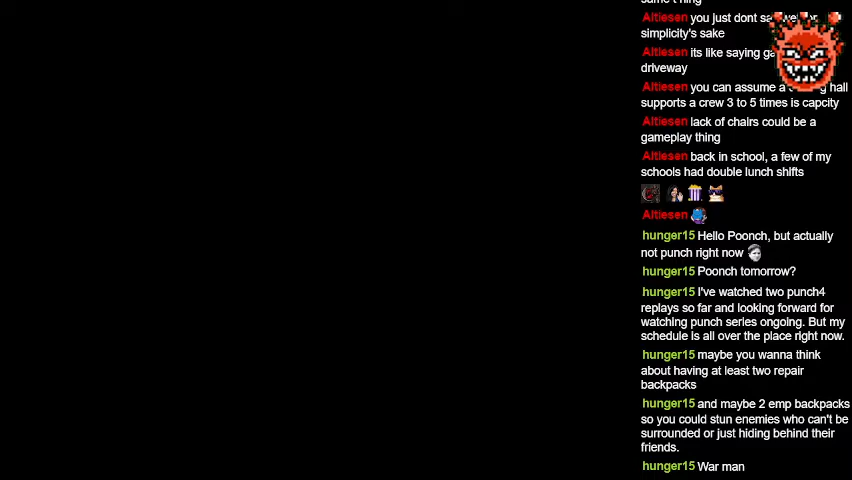 Altiesen you just dont sa
simplicity's sake
Altiesen its like saying
driveway
Altiesen you can assume a hall
supports a crew 3 to 5 times is capcity
Altiesen lack of chairs could be a
gameplay thing
Altiesen back in school, a few of my
schools had double lunch shifts
Altiesen
hunger15 Hello Poonch, but actually
not punch right now
hunger15 Poonch tomorrow?
hunger15 I've watched two punch4
replays so far and looking forward for
watching punch series ongoing. But my
schedule is all over the place right now.
hunger15 maybe you wanna think
about having at least two repair
backpacks
hunger15 and maybe 2 emp backpacks
so you could stun enemies who can't be
surrounded or just hiding behind their
friends.
hunger15 War man